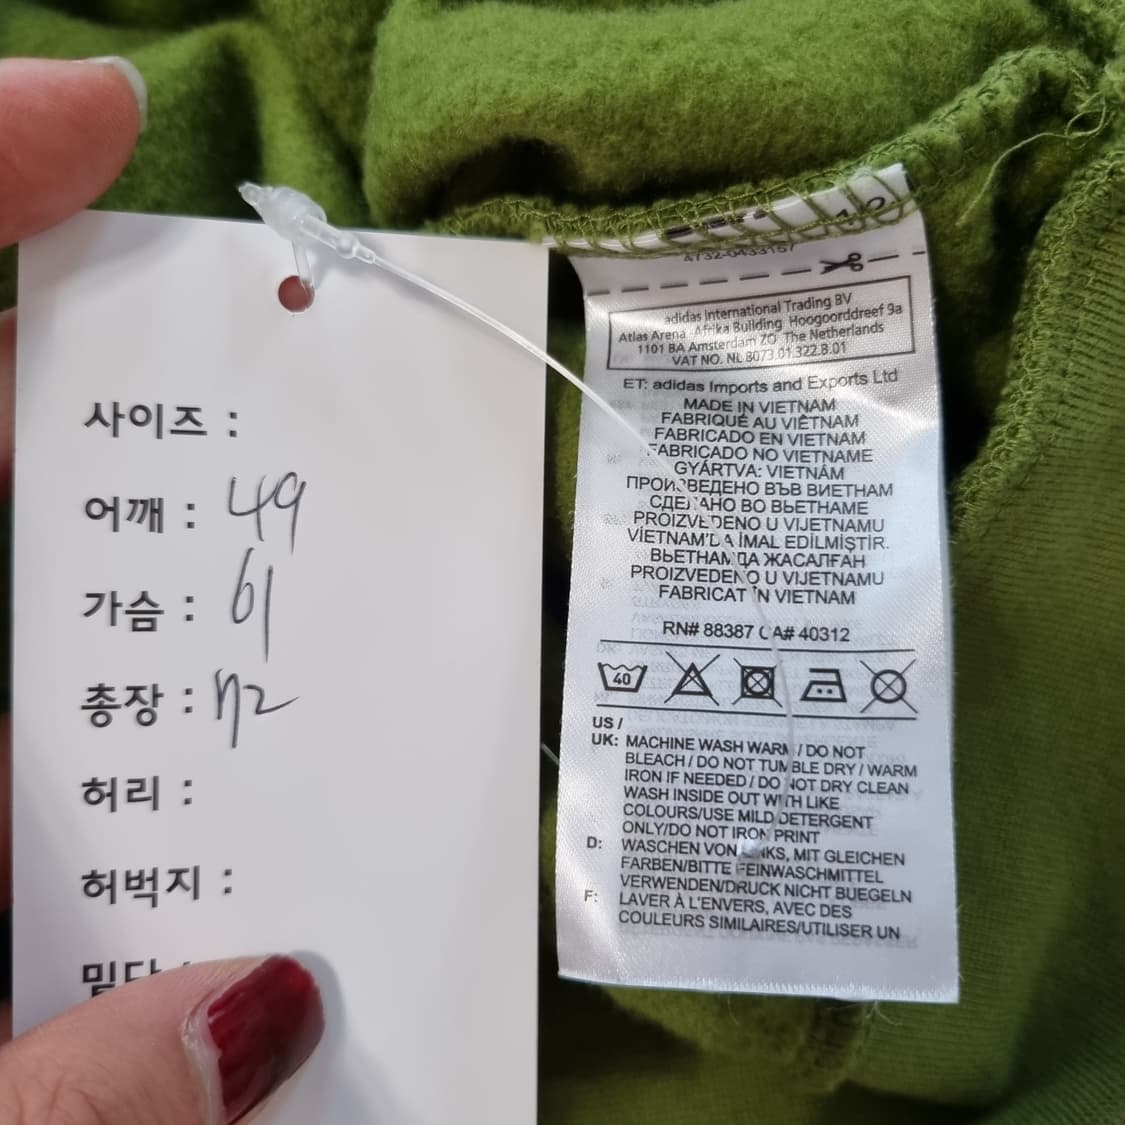 사이즈 :
어깨 : 49
가슴 : 61
총장 : 72
허리 :
허벅지 :
밑단 :
12
A732-0433157
adidas International Trading BV
Atlas Arena -Afrika Building Hoogoorddreef 9a
1101 BA Amsterdam ZO The Netherlands
VAT NO. NL.8073.01.322.B.01
ET: adidas Imports and Exports Ltd
MADE IN VIETNAM
FABRIQUÉ AU VIÊTNAM
FABRICADO EN VIETNAM
FABRICADO NO VIETNAME
GYÁRTVA: VIETNÁM
ПРОИЗВЕДЕНО ВЪВ ВИЕТНАМ
СДЕЛАНО ВО ВЬЕТНАМЕ
PROIZVEDENO U VIJETNAMU
VİETNAM'DA İMAL EDİLMİŞTİR.
ВЬЕТНАМДА ЖАСАЛҒАН
PROIZVEDENO U VIJETNAMU
FABRICAT ÎN VIETNAM
RN# 88387 CA# 40312
40
US /
UK: MACHINE WASH WARM / DO NOT
BLEACH / DO NOT TUMBLE DRY / WARM
IRON IF NEEDED / DO NOT DRY CLEAN
WASH INSIDE OUT WITH LIKE
COLOURS/USE MILD DETERGENT
ONLY/DO NOT IRON PRINT
D: WASCHEN VON LINKS, MIT GLEICHEN
FARBEN/BITTE FEINWASCHMITTEL
VERWENDEN/DRUCK NICHT BUEGELN
F: LAVER À L'ENVERS, AVEC DES
COULEURS SIMILAIRES/UTILISER UN